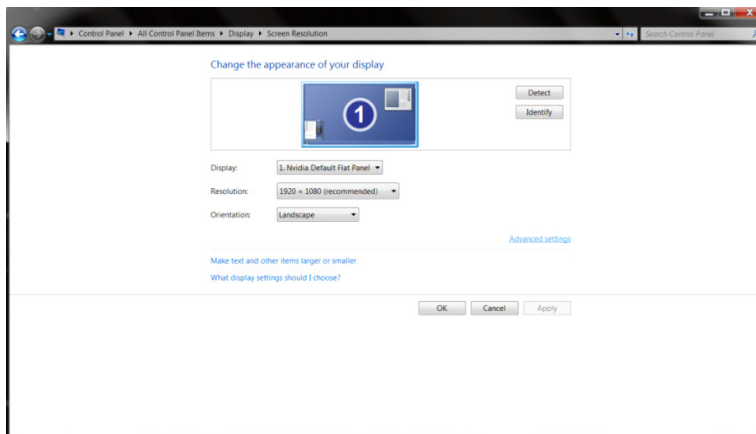 Control Panel ▸ All Control Panel Items ▸ Display ▸ Screen Resolution
Search Control Panel
Change the appearance of your display
1
Detect
Identify
Display: 1. Nvidia Default Flat Panel
Resolution: 1920 × 1080 (recommended)
Orientation: Landscape
Advanced settings
Make text and other items larger or smaller
What display settings should I choose?
OK Cancel Apply